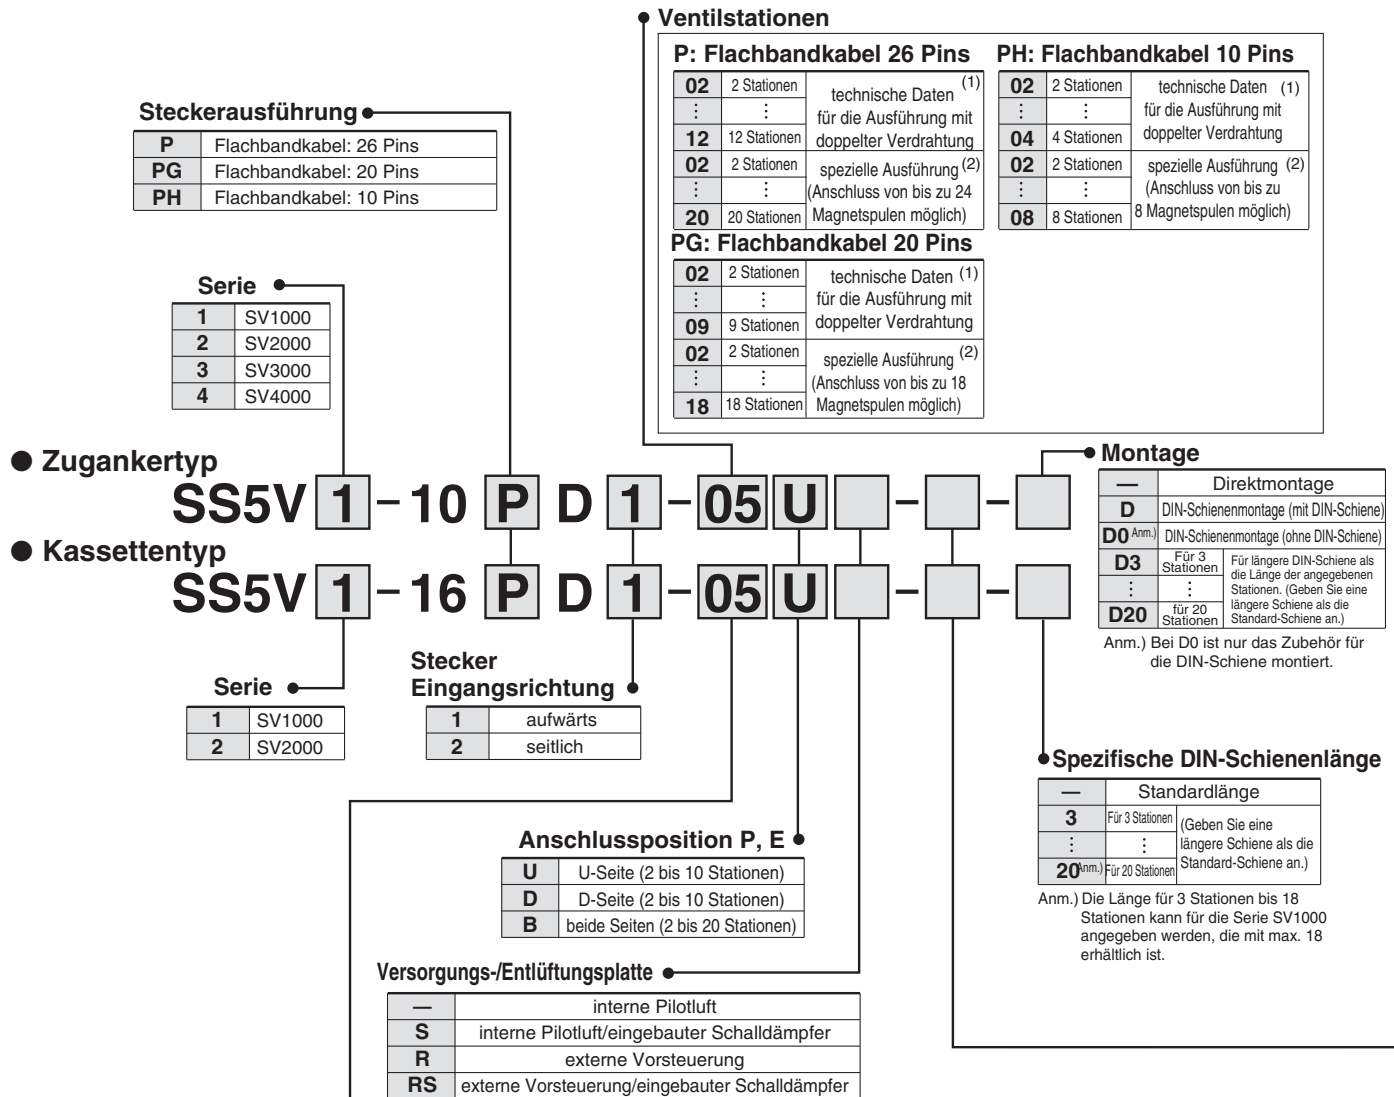 Ventilstationen
P: Flachbandkabel 26 Pins
02 2 Stationen technische Daten (1)
⋮ ⋮ für die Ausführung mit
12 12 Stationen doppelter Verdrahtung
02 2 Stationen spezielle Ausführung (2)
⋮ ⋮ (Anschluss von bis zu 24
20 20 Stationen Magnetspulen möglich)
PH: Flachbandkabel 10 Pins
02 2 Stationen technische Daten (1)
⋮ ⋮ für die Ausführung mit
04 4 Stationen doppelter Verdrahtung
02 2 Stationen spezielle Ausführung (2)
⋮ ⋮ (Anschluss von bis zu
08 8 Stationen 8 Magnetspulen möglich)
PG: Flachbandkabel 20 Pins
02 2 Stationen technische Daten (1)
⋮ ⋮ für die Ausführung mit
09 9 Stationen doppelter Verdrahtung
02 2 Stationen spezielle Ausführung (2)
⋮ ⋮ (Anschluss von bis zu 18
18 18 Stationen Magnetspulen möglich)
Steckerausführung
P Flachbandkabel: 26 Pins
PG Flachbandkabel: 20 Pins
PH Flachbandkabel: 10 Pins
Serie
1 SV1000
2 SV2000
3 SV3000
4 SV4000
● Zugankertyp
SS5V 1 - 10 P D 1 - 05 U - -
● Kassettentyp
SS5V 1 - 16 P D 1 - 05 U - -
Montage
— Direktmontage
D DIN-Schienenmontage (mit DIN-Schiene)
D0 Anm.) DIN-Schienenmontage (ohne DIN-Schiene)
D3 Für 3 Stationen
⋮ ⋮
D20 für 20 Stationen
Für längere DIN-Schiene als
die Länge der angegebenen
Stationen. (Geben Sie eine
längere Schiene als die
Standard-Schiene an.)
Anm.) Bei D0 ist nur das Zubehör für
die DIN-Schiene montiert.
Serie
1 SV1000
2 SV2000
Stecker
Eingangsrichtung
1 aufwärts
2 seitlich
Spezifische DIN-Schienenlänge
— Standardlänge
3 Für 3 Stationen
⋮ ⋮
20 Anm.) Für 20 Stationen
(Geben Sie eine
längere Schiene als die
Standard-Schiene an.)
Anm.) Die Länge für 3 Stationen bis 18
Stationen kann für die Serie SV1000
angegeben werden, die mit max. 18
erhältlich ist.
Anschlussposition P, E
U U-Seite (2 bis 10 Stationen)
D D-Seite (2 bis 10 Stationen)
B beide Seiten (2 bis 20 Stationen)
Versorgungs-/Entlüftungsplatte
— interne Pilotluft
S interne Pilotluft/eingebauter Schalldämpfer
R externe Vorsteuerung
RS externe Vorsteuerung/eingebauter Schalldämpfer